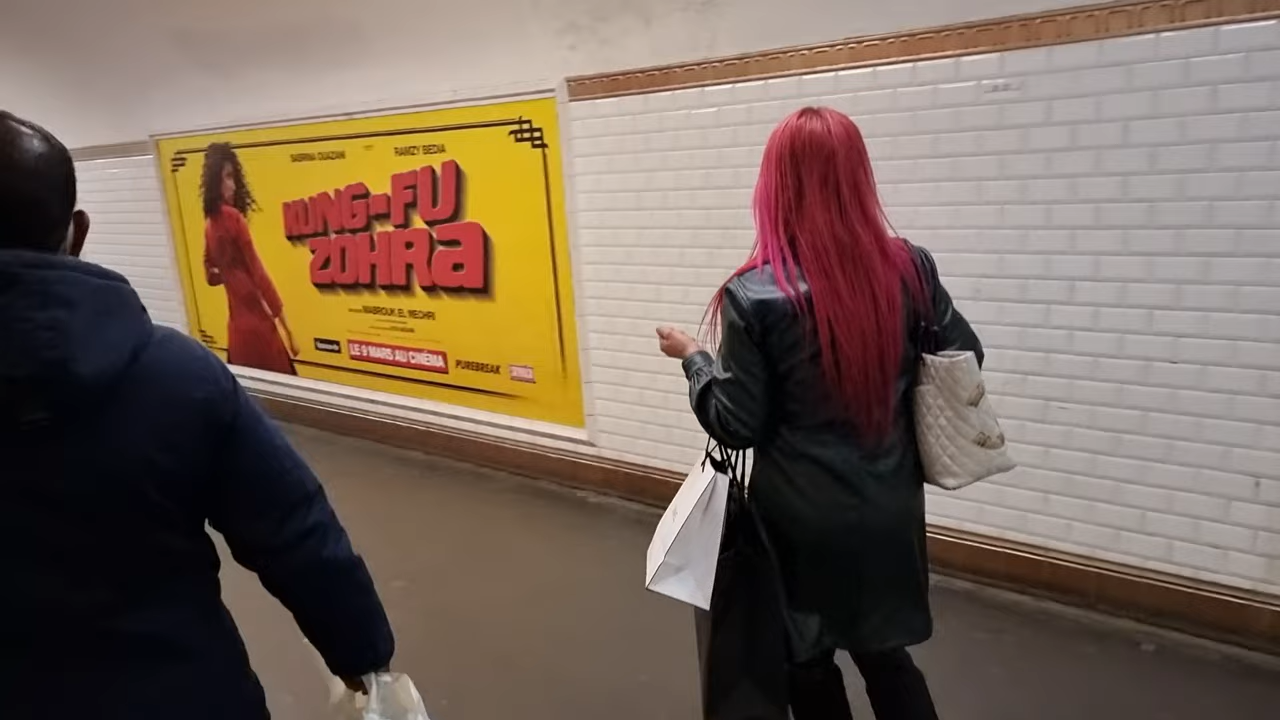 SABRINA OUAZANI
RAMZY BEDIA
KUNG-FU
ZOHRa
MABROUK EL MECHRI
LE 9 MARS AU CINÉMA
PUREBREAK